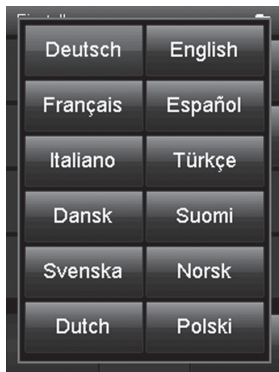 Deutsch English
Français Español
Italiano Türkçe
Dansk Suomi
Svenska Norsk
Dutch Polski